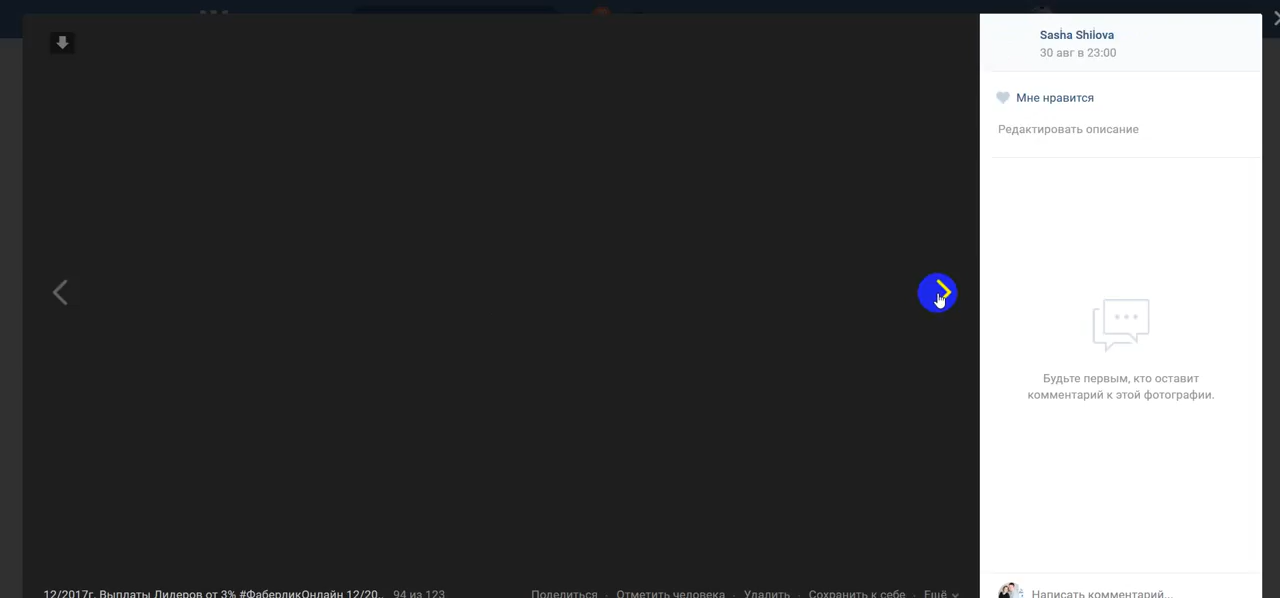 Sasha Shilova
30 авг в 23:00
Мне нравится
Редактировать описание
Будьте первым, кто оставит
комментарий к этой фотографии.
12/2017г. Выплаты Лидеров от 3% #ФаберликОнлайн 12/20.. 94 из 123 Поделиться · Отметить человека · Удалить · Сохранить к себе · Ещё
Написать комментарий...